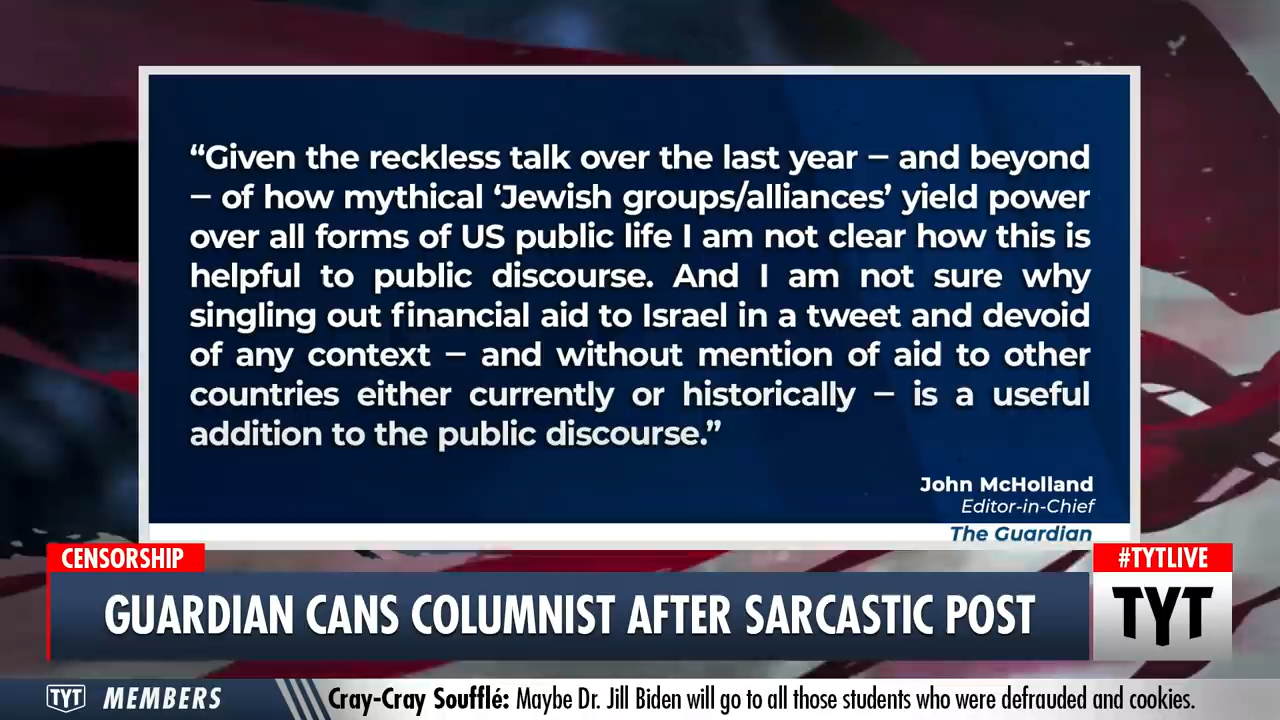 “Given the reckless talk over the last year – and beyond
– of how mythical ‘Jewish groups/alliances’ yield power
over all forms of US public life I am not clear how this is
helpful to public discourse. And I am not sure why
singling out financial aid to Israel in a tweet and devoid
of any context – and without mention of aid to other
countries either currently or historically – is a useful
addition to the public discourse.”
John McHolland
Editor-in-Chief
The Guardian
CENSORSHIP
#TYTLIVE
GUARDIAN CANS COLUMNIST AFTER SARCASTIC POST
TYT
TYT MEMBERS
Cray-Cray Soufflé: Maybe Dr. Jill Biden will go to all those students who were defrauded and cookies.